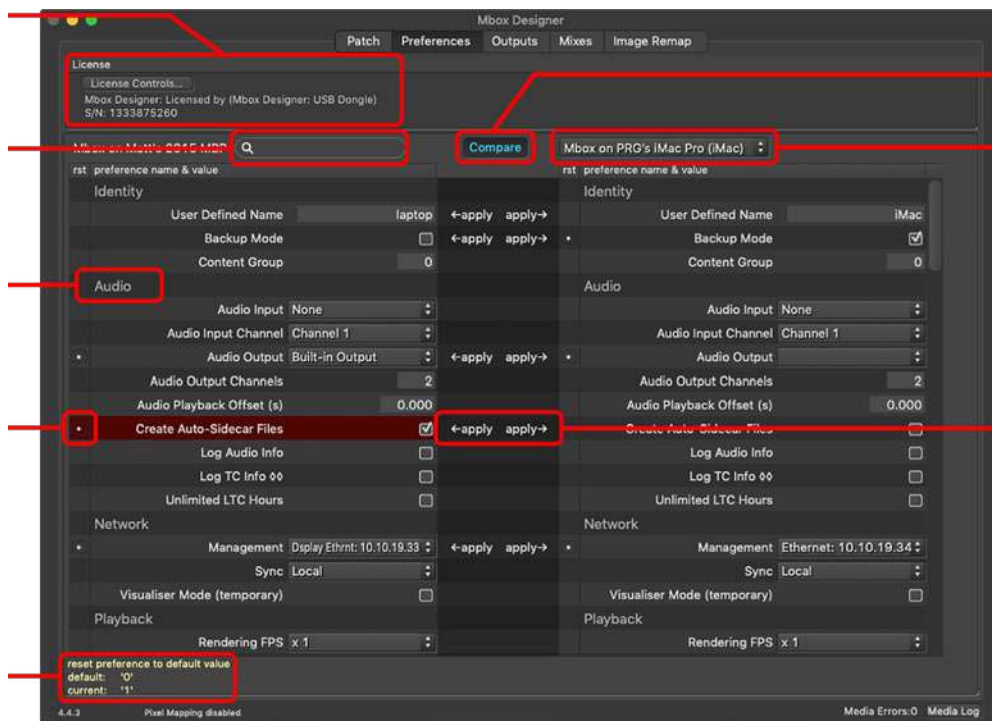 Mbox Designer
Patch Preferences Outputs Mixes Image Remap
License
License Controls...
Mbox Designer: Licensed by (Mbox Designer: USB Dongle)
S/N: 1333875260
Mbox on Matt's 2015 MBP Compare Mbox on PRG's iMac Pro (iMac)
rst preference name & value rst preference name & value
Identity Identity
User Defined Name laptop ←apply apply→ User Defined Name iMac
Backup Mode ←apply apply→ • Backup Mode
Content Group 0 Content Group 0
Audio Audio
Audio Input None Audio Input None
Audio Input Channel Channel 1 Audio Input Channel Channel 1
• Audio Output Built-in Output ←apply apply→ • Audio Output
Audio Output Channels 2 Audio Output Channels 2
Audio Playback Offset (s) 0.000 Audio Playback Offset (s) 0.000
• Create Auto-Sidecar Files ←apply apply→ Create Auto-Sidecar Files
Log Audio Info Log Audio Info
Log TC Info ◊◊ Log TC Info ◊◊
Unlimited LTC Hours Unlimited LTC Hours
Network Network
• Management Dsplay Ethrnt: 10.10.19.33 ←apply apply→ • Management Ethernet: 10.10.19.34
Sync Local Sync Local
Visualiser Mode (temporary) Visualiser Mode (temporary)
Playback Playback
Rendering FPS x 1 Rendering FPS x 1
reset preference to default value
default: '0'
current: '1'
4.4.3 Pixel Mapping disabled Media Errors:0 Media Log